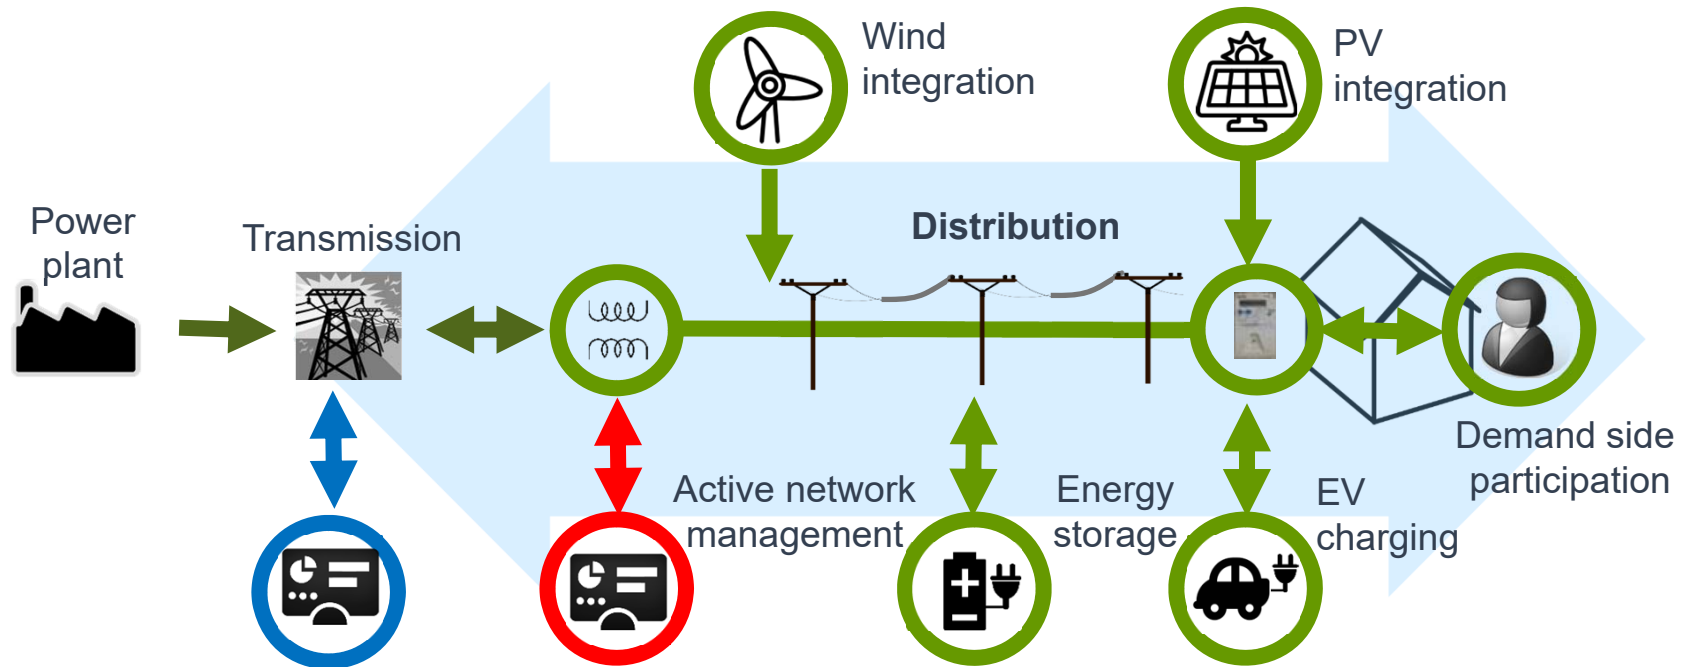 Wind
integration
PV
integration
Power
plant
Transmission
Distribution
Demand side
participation
Active network
management
Energy
storage
EV
charging